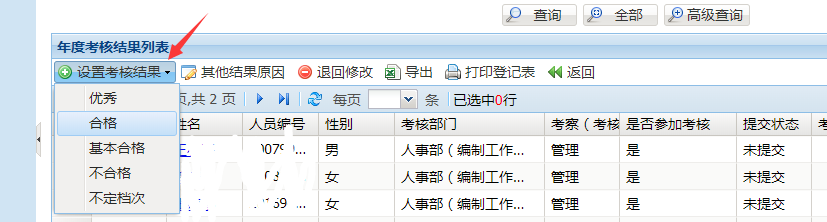 查询 全部 高级查询
年度考核结果列表
设置考核结果 其他结果原因 退回修改 导出 打印登记表 返回
优秀 页,共 2 页 每页 条 已选中0行
合格 姓名 人员编号 性别 考核部门 考察（考核 是否参加考核 提交状态
基本合格 男 人事部（编制工作... 管理 是 未提交
不合格 女 人事部（编制工作... 管理 是 未提交
不定档次 女 人事部（编制工作... 管理 是 未提交